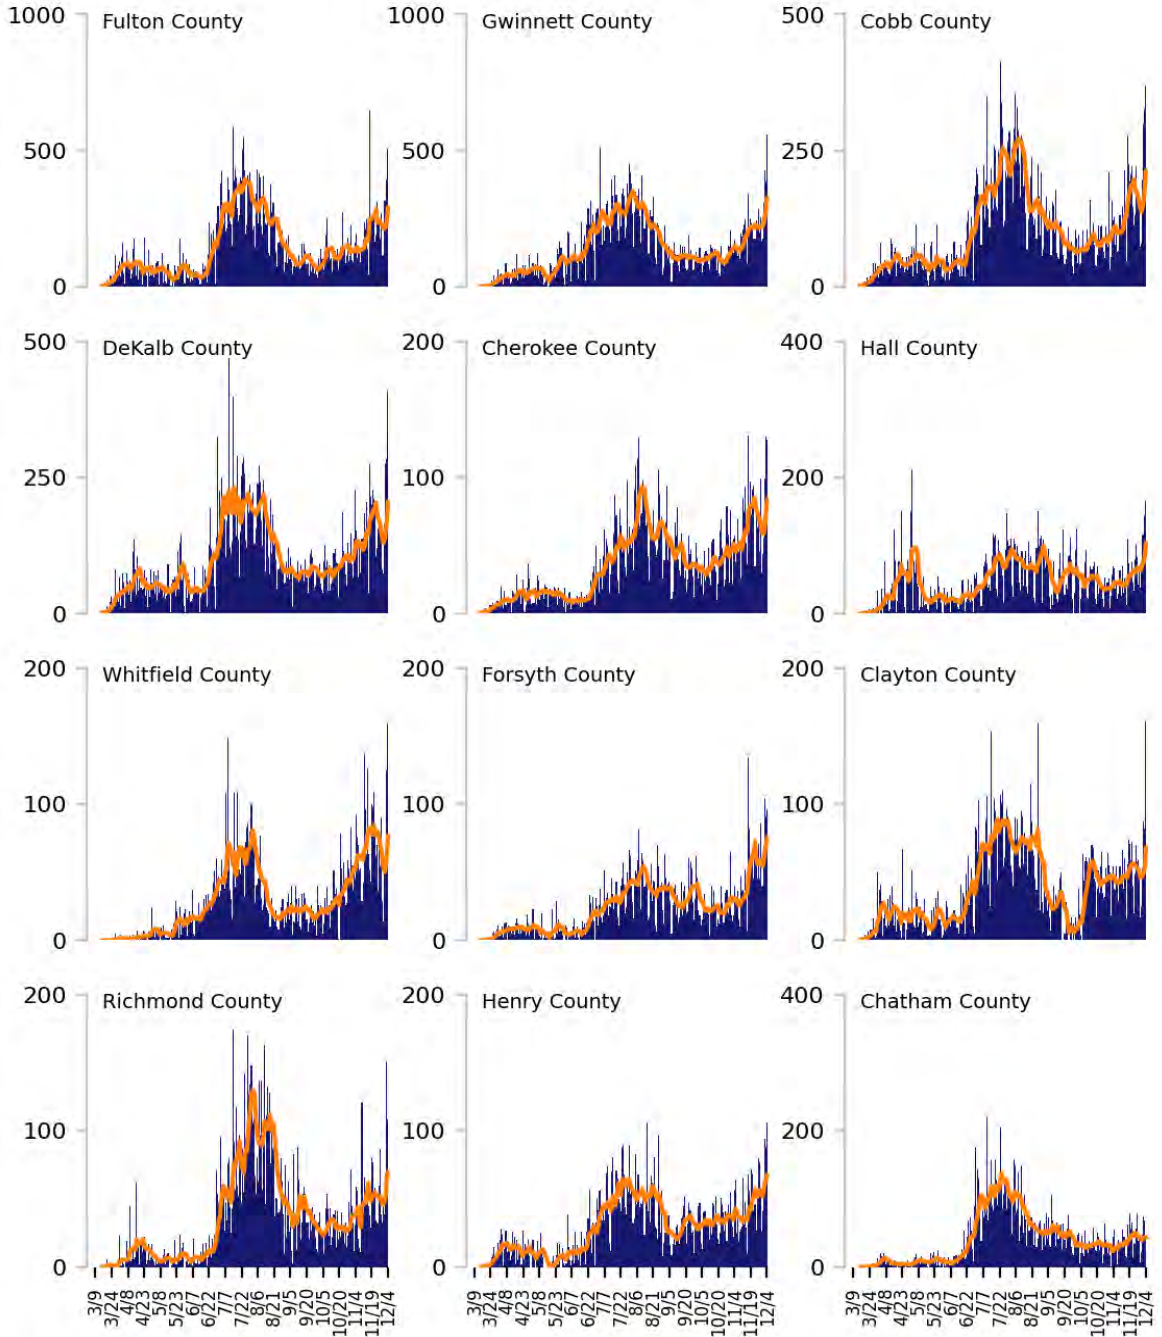 1000 Fulton County
500
0
1000 Gwinnett County
500
0
500 Cobb County
250
0
500 DeKalb County
250
0
200 Cherokee County
100
0
400 Hall County
200
0
200 Whitfield County
100
0
200 Forsyth County
100
0
200 Clayton County
100
0
200 Richmond County
100
0
200 Henry County
100
0
400 Chatham County
200
0
3/9 3/24 4/8 4/23 5/8 5/23 6/7 6/22 7/7 7/22 8/6 8/21 9/5 9/20 10/5 10/20 11/4 11/19 12/4
3/9 3/24 4/8 4/23 5/8 5/23 6/7 6/22 7/7 7/22 8/6 8/21 9/5 9/20 10/5 10/20 11/4 11/19 12/4
3/9 3/24 4/8 4/23 5/8 5/23 6/7 6/22 7/7 7/22 8/6 8/21 9/5 9/20 10/5 10/20 11/4 11/19 12/4